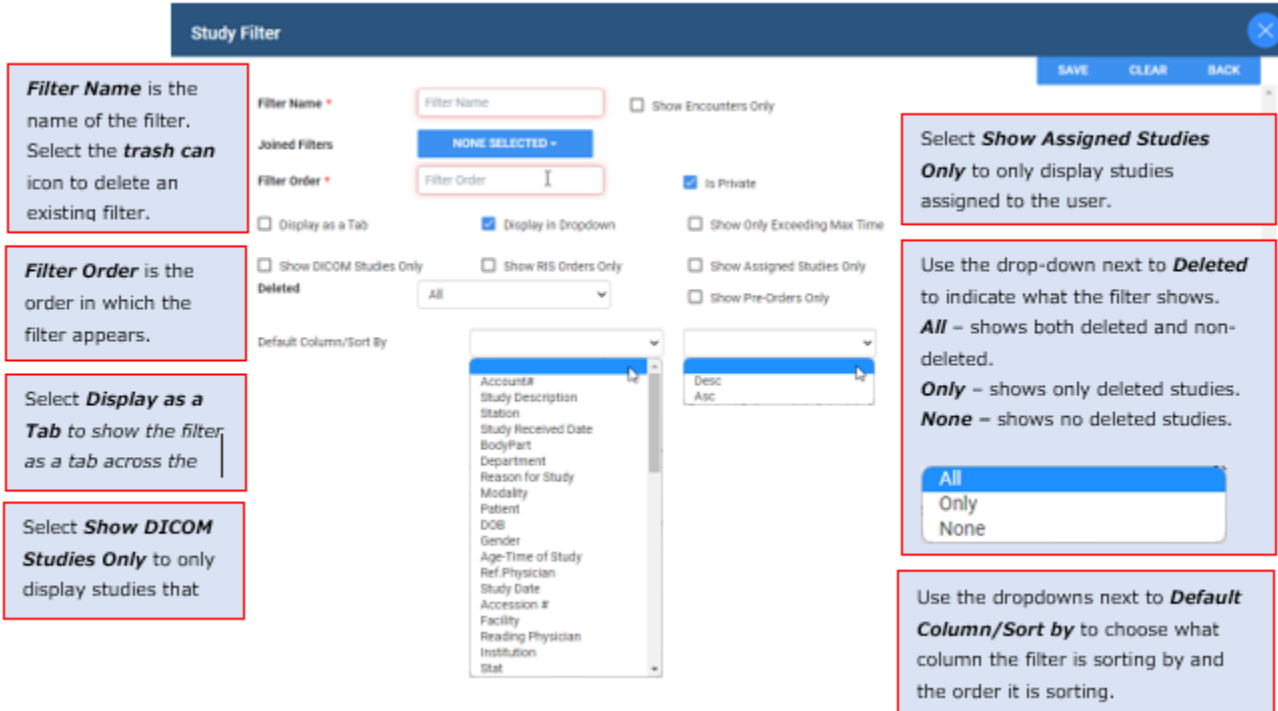 Study Filter
SAVE CLEAR BACK
Filter Name is the
name of the filter.
Select the trash can
icon to delete an
existing filter.
Filter Order is the
order in which the
filter appears.
Select Display as a
Tab to show the filter
as a tab across the
Select Show DICOM
Studies Only to only
display studies that
Filter Name * Filter Name Show Encounters Only
Joined Filters NONE SELECTED
Filter Order * Filter Order Is Private
Display as a Tab Display in Dropdown Show Only Exceeding Max Time
Show DICOM Studies Only Show RIS Orders Only Show Assigned Studies Only
Deleted All Show Pre-Orders Only
Default Column/Sort By
Account#
Study Description
Station
Study Received Date
BodyPart
Department
Reason for Study
Modality
Patient
DOB
Gender
Age-Time of Study
Ref.Physician
Study Date
Accession #
Facility
Reading Physician
Institution
Stat
Desc
Asc
Select Show Assigned Studies
Only to only display studies
assigned to the user.
Use the drop-down next to Deleted
to indicate what the filter shows.
All – shows both deleted and non-
deleted.
Only – shows only deleted studies.
None – shows no deleted studies.
All
Only
None
Use the dropdowns next to Default
Column/Sort by to choose what
column the filter is sorting by and
the order it is sorting.